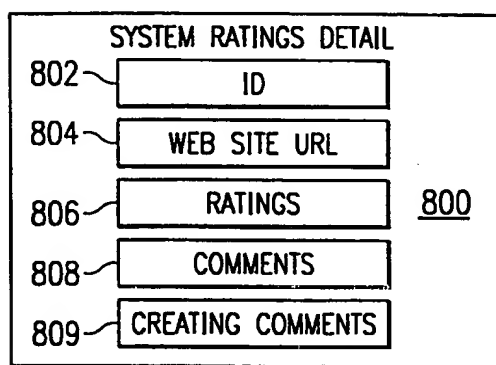 SYSTEM RATINGS DETAIL
802 ID
804 WEB SITE URL
806 RATINGS 800
808 COMMENTS
809 CREATING COMMENTS